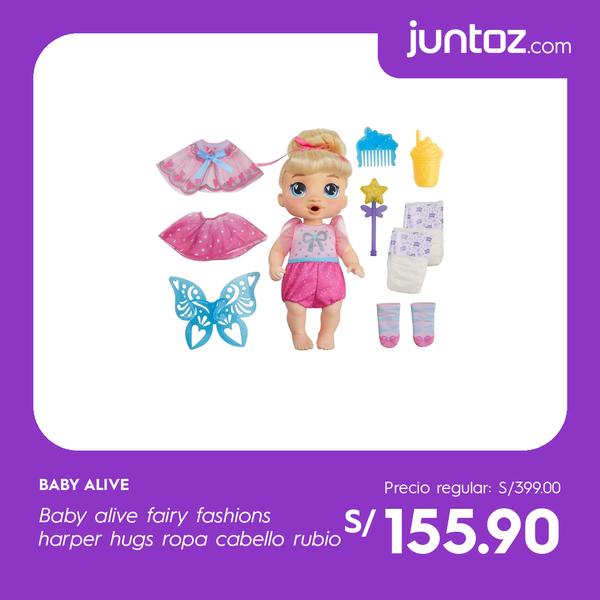 juntoz.com
BABY ALIVE
Baby alive fairy fashions
harper hugs ropa cabello rubio
Precio regular: S/399.00
S/ 155.90